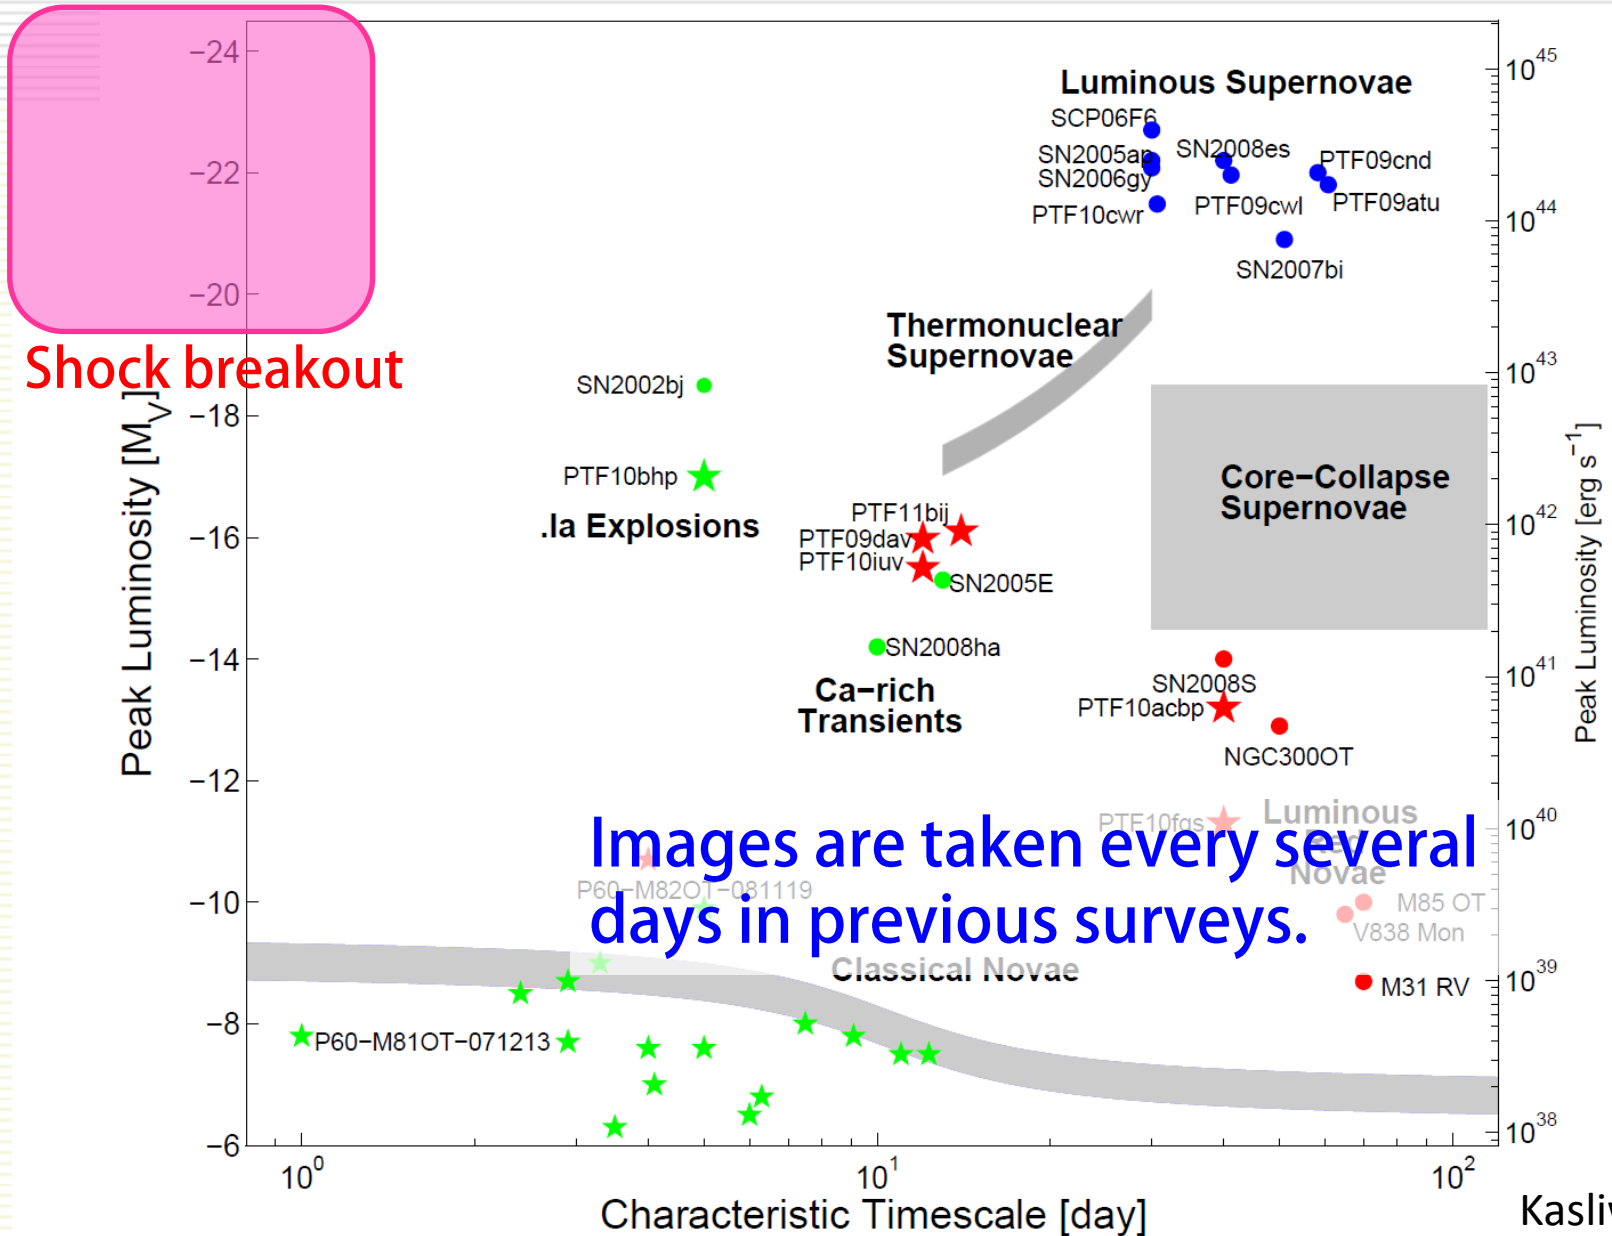 −24
−22
−20
−18
−16
−14
−12
−10
−8
−6
Peak Luminosity [M_V]
Shock breakout
Luminous Supernovae
SCP06F6
SN2005ap
SN2006gy
PTF10cwr
SN2008es
PTF09cwl
PTF09cnd
PTF09atu
SN2007bi
Thermonuclear
Supernovae
SN2002bj
PTF10bhp
.Ia Explosions
PTF11bij
PTF09dav
PTF10iuv
SN2005E
SN2008ha
Ca−rich
Transients
Core−Collapse
Supernovae
SN2008S
PTF10acbp
NGC300OT
PTF10fqs
Luminous
Red
Novae
P60−M82OT−081119
Images are taken every several
days in previous surveys.
M85 OT
V838 Mon
M31 RV
Classical Novae
P60−M81OT−071213
10^45
10^44
10^43
10^42
10^41
10^40
10^39
10^38
Peak Luminosity [erg s^−1]
10^0
10^1
10^2
Characteristic Timescale [day]